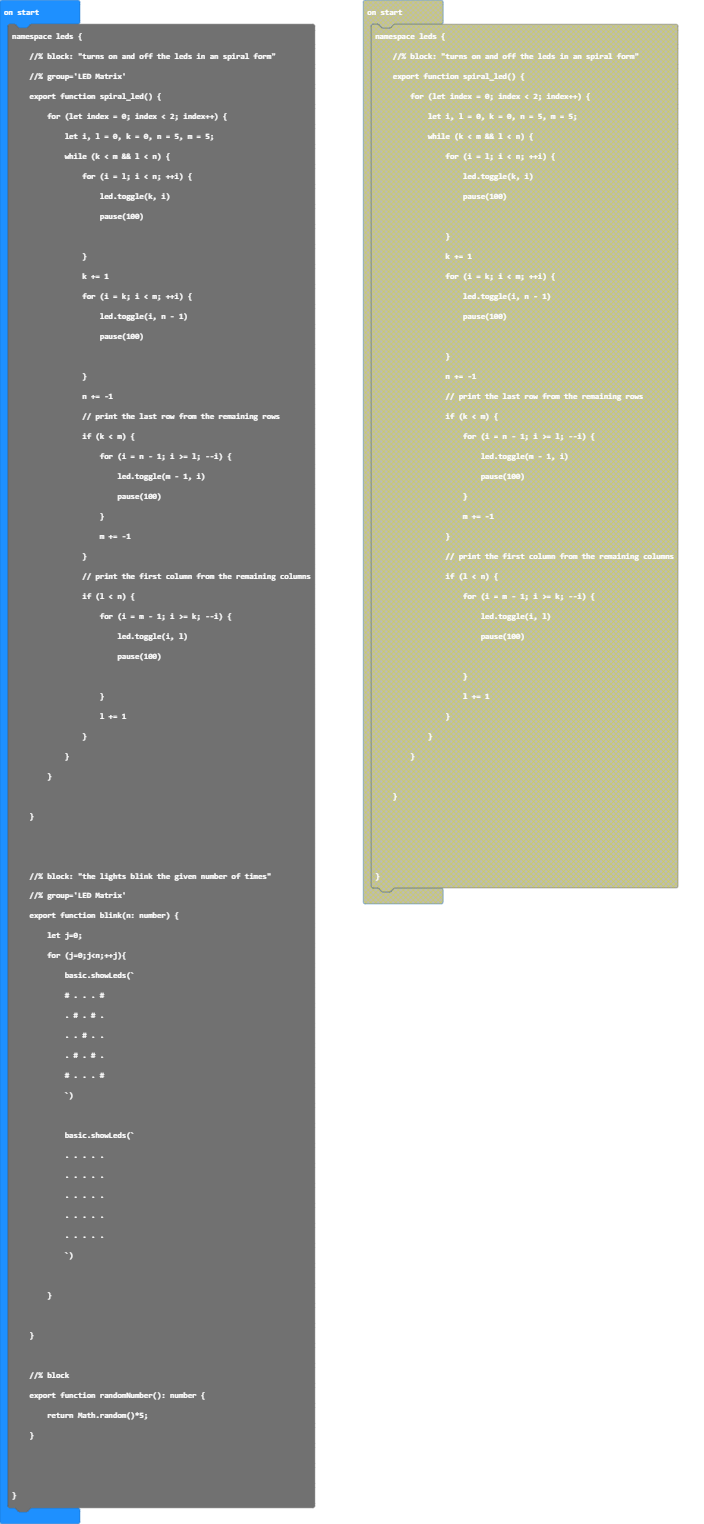 on start
namespace leds {
//% block: "turns on and off the leds in an spiral form"
//% group='LED Matrix'
export function spiral_led() {
for (let index = 0; index < 2; index++) {
let i, l = 0, k = 0, n = 5, m = 5;
while (k < m && l < n) {
for (i = l; i < n; ++i) {
led.toggle(k, i)
pause(100)
}
k += 1
for (i = k; i < m; ++i) {
led.toggle(i, n - 1)
pause(100)
}
n += -1
// print the last row from the remaining rows
if (k < m) {
for (i = n - 1; i >= l; --i) {
led.toggle(m - 1, i)
pause(100)
}
m += -1
}
// print the first column from the remaining columns
if (l < n) {
for (i = m - 1; i >= k; --i) {
led.toggle(i, l)
pause(100)
}
l += 1
}
}
}
}
//% block: "the lights blink the given number of times"
//% group='LED Matrix'
export function blink(n: number) {
let j=0;
for (j=0;j<n;++j){
basic.showLeds(`
# . . . #
. # . # .
. . # . .
. # . # .
# . . . #
`)
basic.showLeds(`
. . . . .
. . . . .
. . . . .
. . . . .
. . . . .
`)
}
}
//% block
export function randomNumber(): number {
return Math.random()*5;
}
}
on start
namespace leds {
//% block: "turns on and off the leds in an spiral form"
export function spiral_led() {
for (let index = 0; index < 2; index++) {
let i, l = 0, k = 0, n = 5, m = 5;
while (k < m && l < n) {
for (i = l; i < n; ++i) {
led.toggle(k, i)
pause(100)
}
k += 1
for (i = k; i < m; ++i) {
led.toggle(i, n - 1)
pause(100)
}
n += -1
// print the last row from the remaining rows
if (k < m) {
for (i = n - 1; i >= l; --i) {
led.toggle(m - 1, i)
pause(100)
}
m += -1
}
// print the first column from the remaining columns
if (l < n) {
for (i = m - 1; i >= k; --i) {
led.toggle(i, l)
pause(100)
}
l += 1
}
}
}
}
}